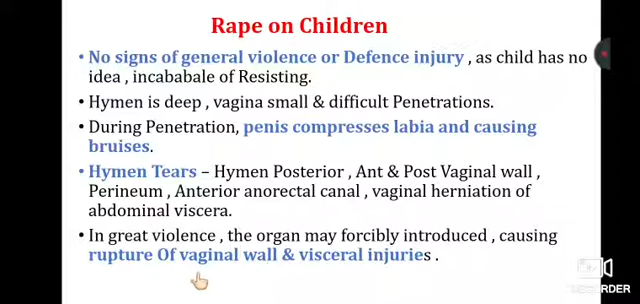 Rape on Children
• No signs of general violence or Defence injury , as child has no
idea , incababale of Resisting.
• Hymen is deep , vagina small & difficult Penetrations.
• During Penetration, penis compresses labia and causing
bruises.
• Hymen Tears – Hymen Posterior , Ant & Post Vaginal wall ,
Perineum , Anterior anorectal canal , vaginal herniation of
abdominal viscera.
• In great violence , the organ may forcibly introduced , causing
rupture Of vaginal wall & visceral injuries .